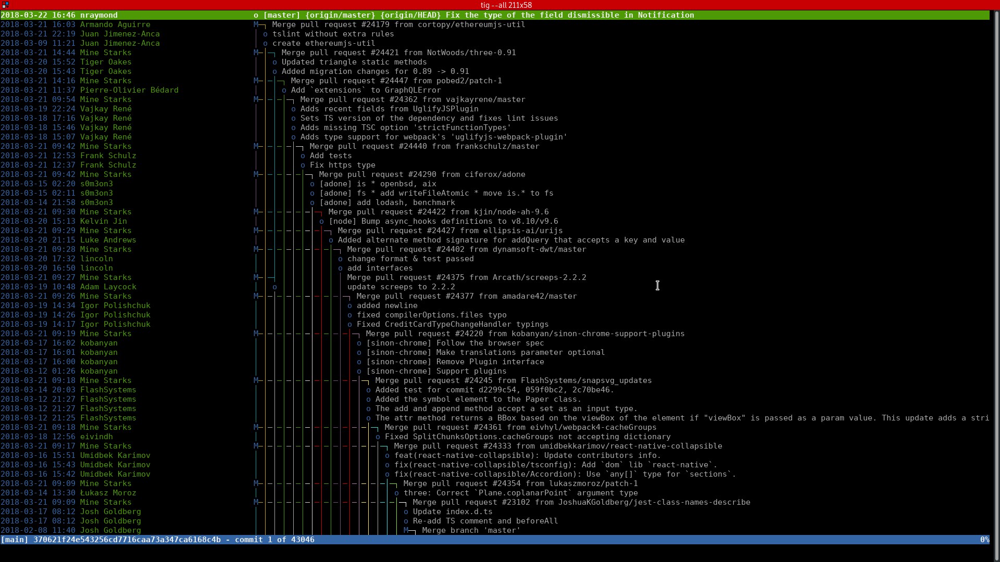 tig --all 211x58
2018-03-22 16:46 nraymond o [master] {origin/master} {origin/HEAD} Fix the type of the field dismissible in Notification
2018-03-21 16:03 Armando Aguirre M─┐ Merge pull request #24179 from cortopy/ethereumjs-util
2018-03-21 22:19 Juan Jimenez-Anca │ o tslint without extra rules
2018-03-09 11:21 Juan Jimenez-Anca │ o create ethereumjs-util
2018-03-21 14:44 Mine Starks M─│─┐ Merge pull request #24421 from NotWoods/three-0.91
2018-03-20 15:52 Tiger Oakes │ │ o Updated triangle static methods
2018-03-20 15:43 Tiger Oakes │ │ o Added migration changes for 0.89 -> 0.91
2018-03-21 14:16 Mine Starks M─│─│─┐ Merge pull request #24447 from pobed2/patch-1
2018-03-21 11:37 Pierre-Olivier Bédard │ │ │ o Add `extensions` to GraphQLError
2018-03-21 09:54 Mine Starks M─│─│─│─┐ Merge pull request #24362 from vajkayrene/master
2018-03-19 22:24 Vajkay René │ │ │ │ o Adds recent fields from UglifyJSPlugin
2018-03-18 17:16 Vajkay René │ │ │ │ o Sets TS version of the dependency and fixes lint issues
2018-03-18 15:46 Vajkay René │ │ │ │ o Adds missing TSC option 'strictFunctionTypes'
2018-03-18 15:07 Vajkay René │ │ │ │ o Adds type support for webpack's 'uglifyjs-webpack-plugin'
2018-03-21 09:42 Mine Starks M─│─│─│─│─┐ Merge pull request #24440 from frankschulz/master
2018-03-21 12:53 Frank Schulz │ │ │ │ │ o Add tests
2018-03-21 12:37 Frank Schulz │ │ │ │ │ o Fix https type
2018-03-21 09:42 Mine Starks M─│─│─│─│─│─┐ Merge pull request #24290 from ciferox/adone
2018-03-15 02:20 s0m3on3 │ │ │ │ │ │ o [adone] is * openbsd, aix
2018-03-15 02:11 s0m3on3 │ │ │ │ │ │ o [adone] fs * add writeFileAtomic * move is.* to fs
2018-03-14 21:58 s0m3on3 │ │ │ │ │ │ o [adone] add lodash, benchmark
2018-03-21 09:30 Mine Starks M─│─│─│─│─│─│─┐ Merge pull request #24422 from kjin/node-ah-9.6
2018-03-20 15:13 Kelvin Jin │ │ │ │ │ │ │ o [node] Bump async_hooks definitions to v8.10/v9.6
2018-03-21 09:29 Mine Starks M─│─│─│─│─│─│─│─┐ Merge pull request #24427 from ellipsis-ai/urijs
2018-03-20 21:15 Luke Andrews │ │ │ │ │ │ │ │ o Added alternate method signature for addQuery that accepts a key and value
2018-03-21 09:28 Mine Starks M─│─│─│─│─│─│─│─│─┐ Merge pull request #24402 from dynamsoft-dwt/master
2018-03-20 17:32 lincoln │ │ │ │ │ │ │ │ │ o change format & test passed
2018-03-20 16:50 lincoln │ │ │ │ │ │ │ │ │ o add interfaces
2018-03-21 09:27 Mine Starks M─│─┤ │ │ │ │ │ │ │ Merge pull request #24375 from Arcath/screeps-2.2.2
2018-03-19 10:48 Adam Laycock │ │ o │ │ │ │ │ │ │ update screeps to 2.2.2
2018-03-21 09:26 Mine Starks M─│─│─│─│─│─│─│─│─│─┐ Merge pull request #24377 from amadare42/master
2018-03-19 14:34 Igor Polishchuk │ │ │ │ │ │ │ │ │ │ o added newline
2018-03-19 14:26 Igor Polishchuk │ │ │ │ │ │ │ │ │ │ o fixed compilerOptions.files typo
2018-03-19 14:17 Igor Polishchuk │ │ │ │ │ │ │ │ │ │ o Fixed CreditCardTypeChangeHandler typings
2018-03-21 09:19 Mine Starks M─│─│─│─│─│─│─│─│─│─│─┐ Merge pull request #24220 from kobanyan/sinon-chrome-support-plugins
2018-03-17 16:02 kobanyan │ │ │ │ │ │ │ │ │ │ │ o [sinon-chrome] Follow the browser spec
2018-03-17 16:01 kobanyan │ │ │ │ │ │ │ │ │ │ │ o [sinon-chrome] Make translations parameter optional
2018-03-17 16:00 kobanyan │ │ │ │ │ │ │ │ │ │ │ o [sinon-chrome] Remove Plugin interface
2018-03-12 01:26 kobanyan │ │ │ │ │ │ │ │ │ │ │ o [sinon-chrome] Support plugins
2018-03-21 09:18 Mine Starks M─│─│─│─│─│─│─│─│─│─│─│─┐ Merge pull request #24245 from FlashSystems/snapsvg_updates
2018-03-14 20:03 FlashSystems │ │ │ │ │ │ │ │ │ │ │ │ o Added test for commit d2299c54, 059f0bc2, 2c70be46.
2018-03-12 21:27 FlashSystems │ │ │ │ │ │ │ │ │ │ │ │ o Added the symbol element to the Paper class.
2018-03-12 21:27 FlashSystems │ │ │ │ │ │ │ │ │ │ │ │ o The add and append method accept a set as an input type.
2018-03-12 21:25 FlashSystems │ │ │ │ │ │ │ │ │ │ │ │ o The attr method returns a BBox based on the viewBox of the element if "viewBox" is passed as a param value. This update adds a stri
2018-03-21 09:18 Mine Starks M─│─│─│─│─│─│─│─│─│─│─│─│─┐ Merge pull request #24361 from eivhyl/webpack4-cacheGroups
2018-03-18 12:56 eivindh │ │ │ │ │ │ │ │ │ │ │ │ │ o Fixed SplitChunksOptions.cacheGroups not accepting dictionary
2018-03-21 09:17 Mine Starks M─│─│─│─│─│─│─│─│─│─│─│─│─│─┐ Merge pull request #24333 from umidbekkarimov/react-native-collapsible
2018-03-16 15:51 Umidbek Karimov │ │ │ │ │ │ │ │ │ │ │ │ │ │ o feat(react-native-collapsible): Update contributors info.
2018-03-16 15:43 Umidbek Karimov │ │ │ │ │ │ │ │ │ │ │ │ │ │ o fix(react-native-collapsible/tsconfig): Add `dom` lib `react-native`.
2018-03-16 15:42 Umidbek Karimov │ │ │ │ │ │ │ │ │ │ │ │ │ │ o fix(react-native-collapsible/Accordion): Use `any[]` type for `sections`.
2018-03-21 09:09 Mine Starks M─│─│─│─│─│─│─│─│─│─│─│─│─│─│─┐ Merge pull request #24354 from lukaszmoroz/patch-1
2018-03-14 13:30 Łukasz Moroz │ │ │ │ │ │ │ │ │ │ │ │ │ │ │ o three: Correct `Plane.coplanarPoint` argument type
2018-03-21 09:09 Mine Starks M─│─│─│─│─│─│─│─│─│─│─│─│─│─│─│─┐ Merge pull request #23102 from JoshuaKGoldberg/jest-class-names-describe
2018-03-17 08:12 Josh Goldberg │ │ │ │ │ │ │ │ │ │ │ │ │ │ │ │ o Update index.d.ts
2018-03-17 08:12 Josh Goldberg │ │ │ │ │ │ │ │ │ │ │ │ │ │ │ │ o Re-add TS comment and beforeAll
2018-02-08 11:40 Josh Goldberg │ │ │ │ │ │ │ │ │ │ │ │ │ │ │ │ M─┐ Merge branch 'master'
[main] 370621f24e543256cd7716caa73a347ca6168c4b - commit 1 of 43046 0%